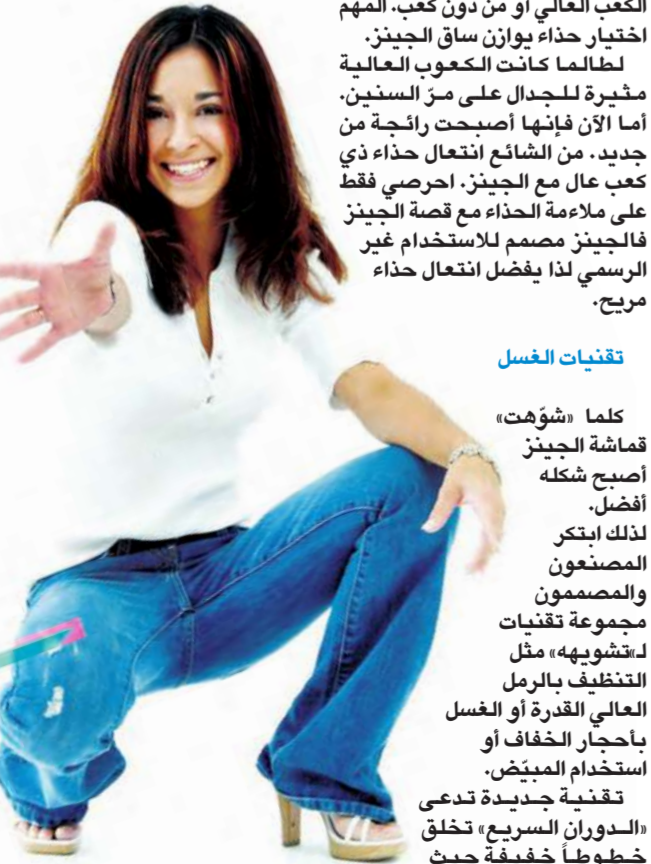 الكعب العالي أو من دون كعب. المهم
اختيار حذاء يوازن ساق الجينز.
لطالما كانت الكعوب العالية
مثيرة للجدال على مرّ السنين.
أما الآن فإنها أصبحت رائجة من
جديد. من الشائع انتعال حذاء ذي
كعب عال مع الجينز. احرصي فقط
على ملاءمة الحذاء مع قصة الجينز
فالجينز مصمم للاستخدام غير
الرسمي لذا يفضل انتعال حذاء
مريح.
تقنيات الغسل
كلما «شوّهت»
قماشة الجينز
أصبح شكله
أفضل.
لذلك ابتكر
المصنعون
والمصممون
مجموعة تقنيات
لـ«تشويهه» مثل
التنظيف بالرمل
العالي القدرة أو الغسل
بأحجار الخفاف أو
استخدام المبيّض.
تقنية جديدة تدعى
«الدوران السريع» تخلق
خطوطاً خفيفة حيث